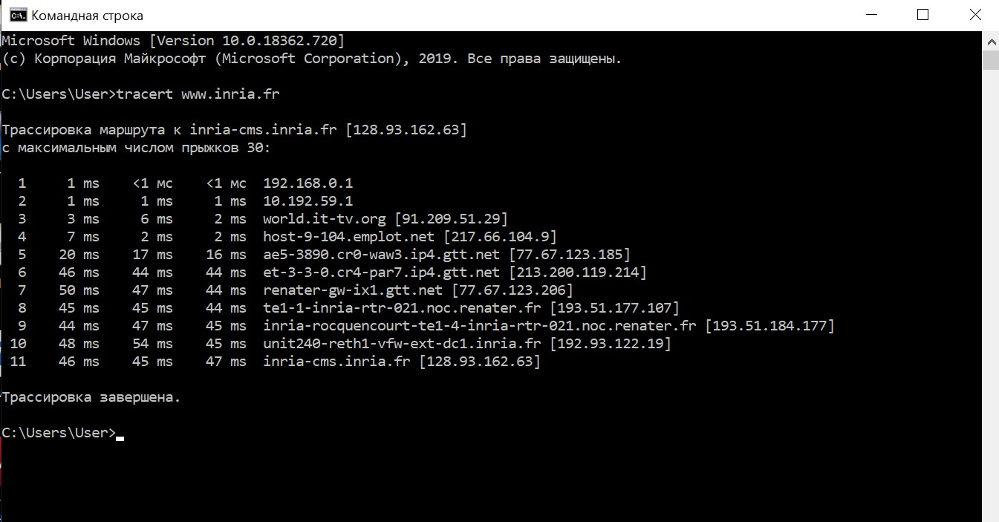 Командная строка
Microsoft Windows [Version 10.0.18362.720]
(c) Корпорация Майкрософт (Microsoft Corporation), 2019. Все права защищены.
C:\Users\User>tracert www.inria.fr
Трассировка маршрута к inria-cms.inria.fr [128.93.162.63]
с максимальным числом прыжков 30:
1 1 ms <1 мс <1 мс 192.168.0.1
2 1 ms 1 ms 1 ms 10.192.59.1
3 3 ms 6 ms 2 ms world.it-tv.org [91.209.51.29]
4 7 ms 2 ms 2 ms host-9-104.emplot.net [217.66.104.9]
5 20 ms 17 ms 16 ms ae5-3890.cr0-waw3.ip4.gtt.net [77.67.123.185]
6 46 ms 44 ms 44 ms et-3-3-0.cr4-par7.ip4.gtt.net [213.200.119.214]
7 50 ms 47 ms 44 ms renater-gw-ix1.gtt.net [77.67.123.206]
8 45 ms 45 ms 44 ms te1-1-inria-rtr-021.noc.renater.fr [193.51.177.107]
9 44 ms 47 ms 45 ms inria-rocquencourt-te1-4-inria-rtr-021.noc.renater.fr [193.51.184.177]
10 48 ms 54 ms 45 ms unit240-reth1-vfw-ext-dc1.inria.fr [192.93.122.19]
11 46 ms 45 ms 47 ms inria-cms.inria.fr [128.93.162.63]
Трассировка завершена.
C:\Users\User>